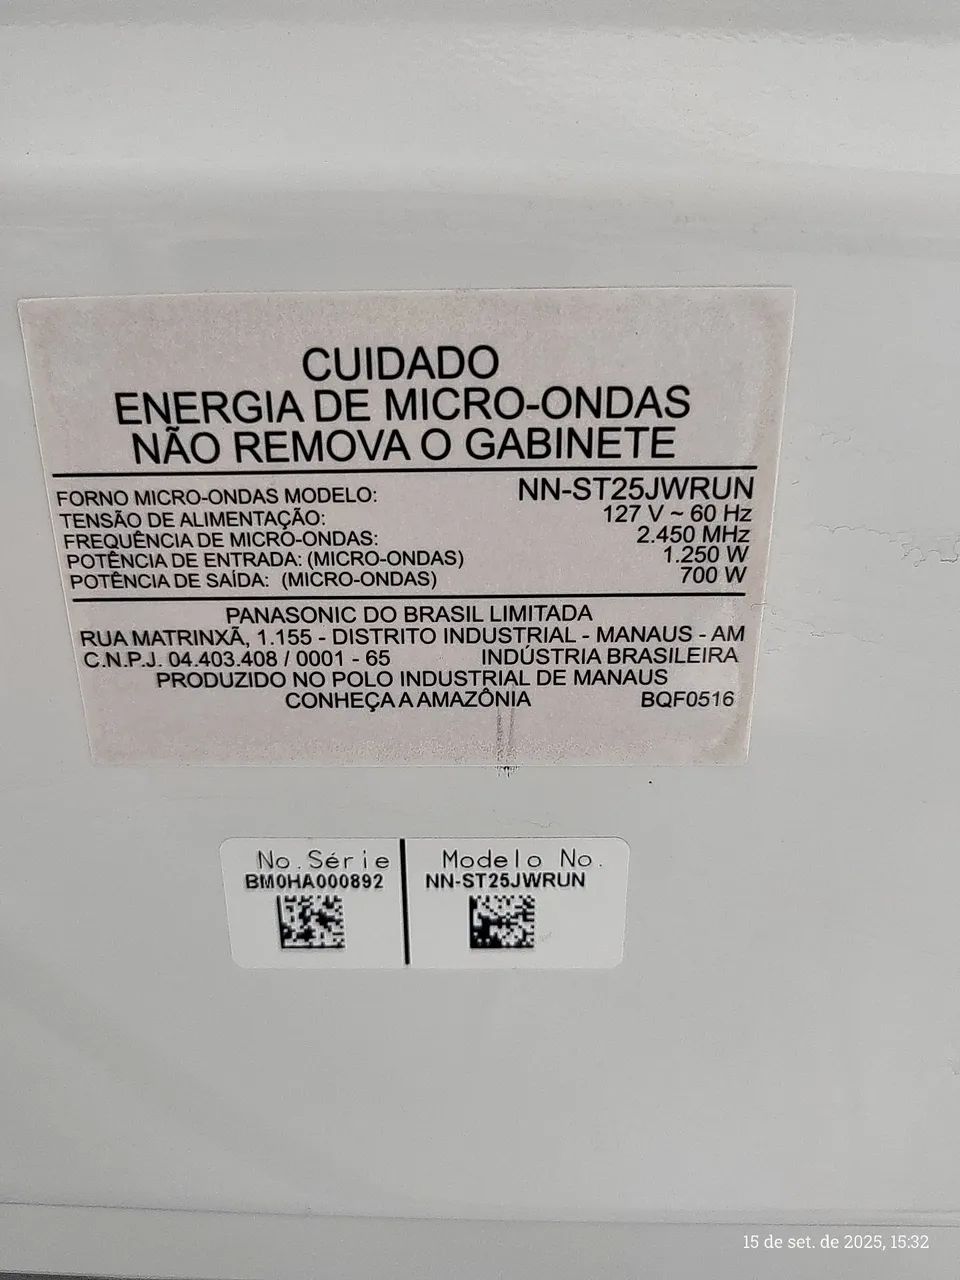 CUIDADO
ENERGIA DE MICRO-ONDAS
NÃO REMOVA O GABINETE
FORNO MICRO-ONDAS MODELO: NN-ST25JWRUN
TENSÃO DE ALIMENTAÇÃO: 127 V ~ 60 Hz
FREQUÊNCIA DE MICRO-ONDAS: 2.450 MHz
POTÊNCIA DE ENTRADA: (MICRO-ONDAS) 1.250 W
POTÊNCIA DE SAÍDA: (MICRO-ONDAS) 700 W
PANASONIC DO BRASIL LIMITADA
RUA MATRINXÃ, 1.155 - DISTRITO INDUSTRIAL - MANAUS - AM
C.N.P.J. 04.403.408 / 0001 - 65 INDÚSTRIA BRASILEIRA
PRODUZIDO NO POLO INDUSTRIAL DE MANAUS
CONHEÇA A AMAZÔNIA BQF0516
No.Série
BM0HA000892
Modelo No.
NN-ST25JWRUN
15 de set. de 2025, 15:32